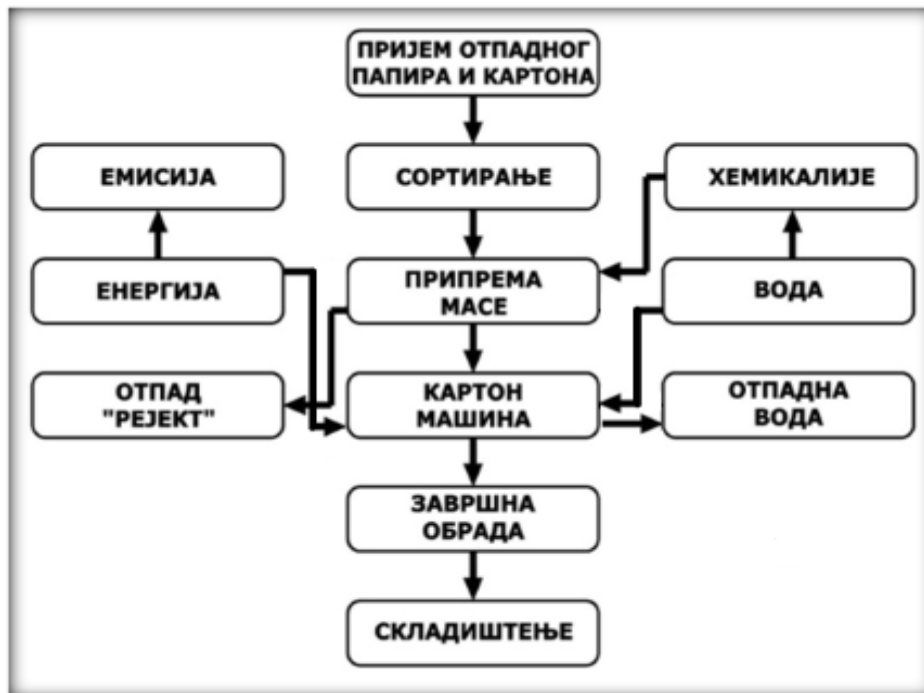 ПРИЈЕМ ОТПАДНОГ
ПАПИРА И КАРТОНА
ЕМИСИЈА
СОРТИРАЊЕ
ХЕМИКАЛИЈЕ
ЕНЕРГИЈА
ПРИПРЕМА
МАСЕ
ВОДА
ОТПАД
"РЕЈЕКТ"
КАРТОН
МАШИНА
ОТПАДНА
ВОДА
ЗАВРШНА
ОБРАДА
СКЛАДИШТЕЊЕ